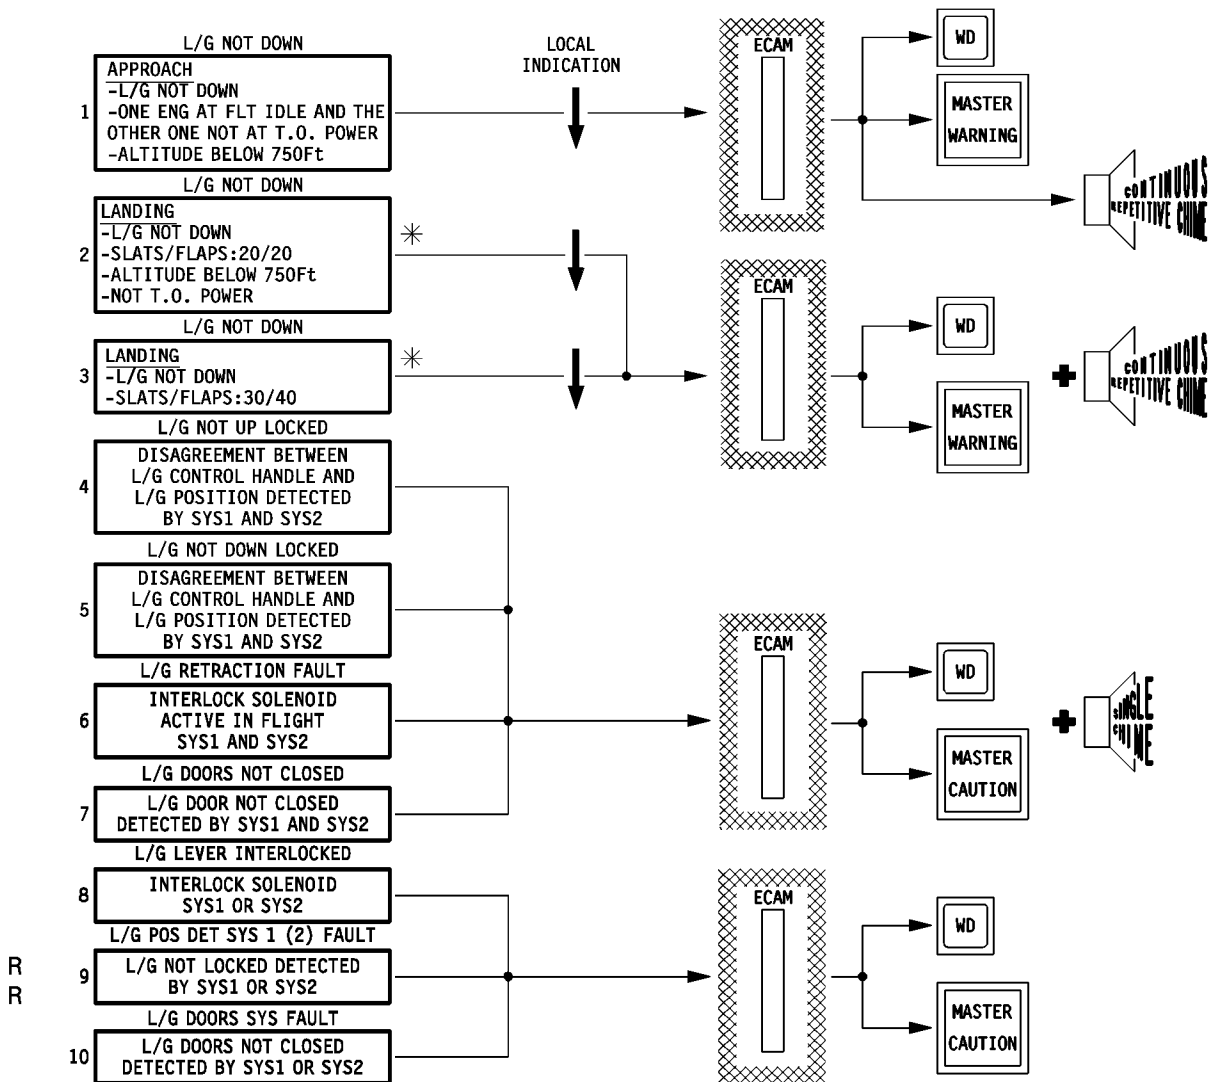 L/G NOT DOWN
1
APPROACH
-L/G NOT DOWN
-ONE ENG AT FLT IDLE AND THE
OTHER ONE NOT AT T.O. POWER
-ALTITUDE BELOW 750Ft
LOCAL
INDICATION
ECAM
WD
MASTER
WARNING
CONTINUOUS
REPETITIVE CHIME
L/G NOT DOWN
2
LANDING
-L/G NOT DOWN
-SLATS/FLAPS:20/20
-ALTITUDE BELOW 750Ft
-NOT T.O. POWER
*
L/G NOT DOWN
3
LANDING
-L/G NOT DOWN
-SLATS/FLAPS:30/40
*
ECAM
WD
MASTER
WARNING
+
CONTINUOUS
REPETITIVE CHIME
L/G NOT UP LOCKED
4
DISAGREEMENT BETWEEN
L/G CONTROL HANDLE AND
L/G POSITION DETECTED
BY SYS1 AND SYS2
L/G NOT DOWN LOCKED
5
DISAGREEMENT BETWEEN
L/G CONTROL HANDLE AND
L/G POSITION DETECTED
BY SYS1 AND SYS2
L/G RETRACTION FAULT
6
INTERLOCK SOLENOID
ACTIVE IN FLIGHT
SYS1 AND SYS2
L/G DOORS NOT CLOSED
7
L/G DOOR NOT CLOSED
DETECTED BY SYS1 AND SYS2
ECAM
WD
MASTER
CAUTION
+
SINGLE
CHIME
L/G LEVER INTERLOCKED
8
INTERLOCK SOLENOID
SYS1 OR SYS2
L/G POS DET SYS 1 (2) FAULT
R
R
9
L/G NOT LOCKED DETECTED
BY SYS1 OR SYS2
L/G DOORS SYS FAULT
10
L/G DOORS NOT CLOSED
DETECTED BY SYS1 OR SYS2
ECAM
WD
MASTER
CAUTION